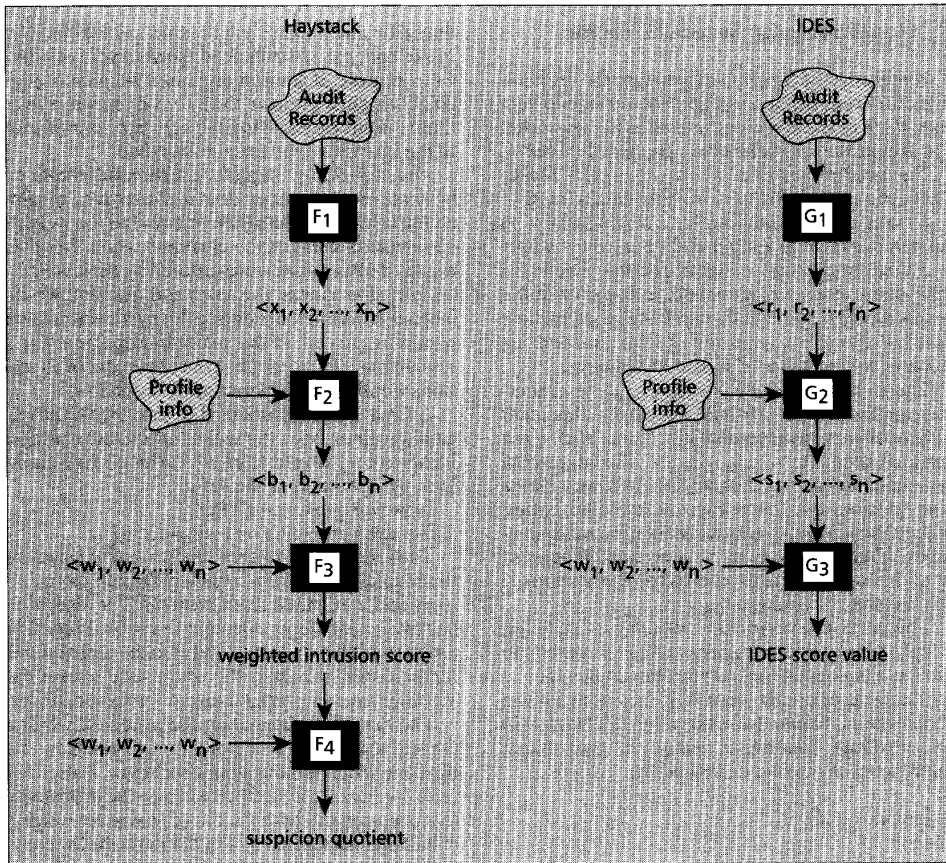 Haystack
Audit
Records
F1
<x1, x2, ..., xn>
Profile
info
F2
<b1, b2, ..., bn>
<w1, w2, ..., wn>
F3
weighted intrusion score
<w1, w2, ..., wn>
F4
suspicion quotient
IDES
Audit
Records
G1
<r1, r2, ..., rn>
Profile
info
G2
<s1, s2, ..., sn>
<w1, w2, ..., wn>
G3
IDES score value